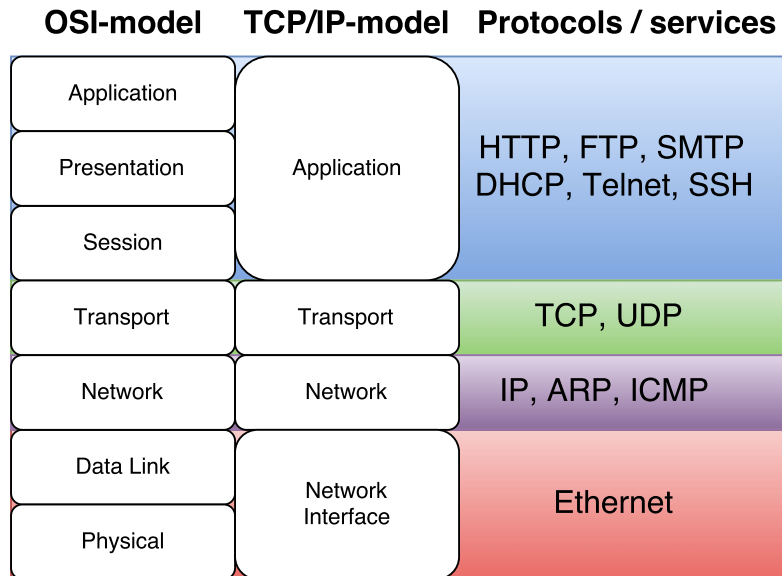 OSI-model TCP/IP-model Protocols / services
Application
Presentation
Session
Application
HTTP, FTP, SMTP
DHCP, Telnet, SSH
Transport Transport TCP, UDP
Network Network IP, ARP, ICMP
Data Link
Physical
Network
Interface
Ethernet